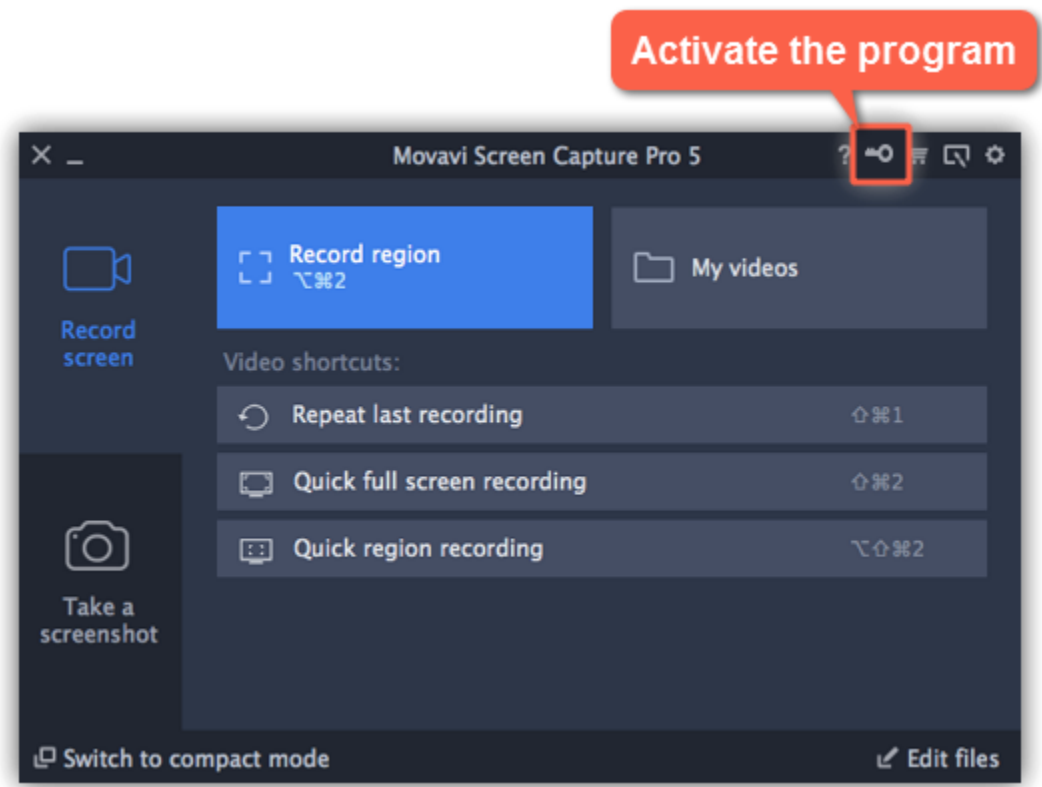 Activate the program
Movavi Screen Capture Pro 5
?
Record region
⌥⌘2
My videos
Record
screen
Video shortcuts:
Repeat last recording ⇧⌘1
Quick full screen recording ⇧⌘2
Quick region recording ⌥⇧⌘2
Take a
screenshot
Switch to compact mode
Edit files